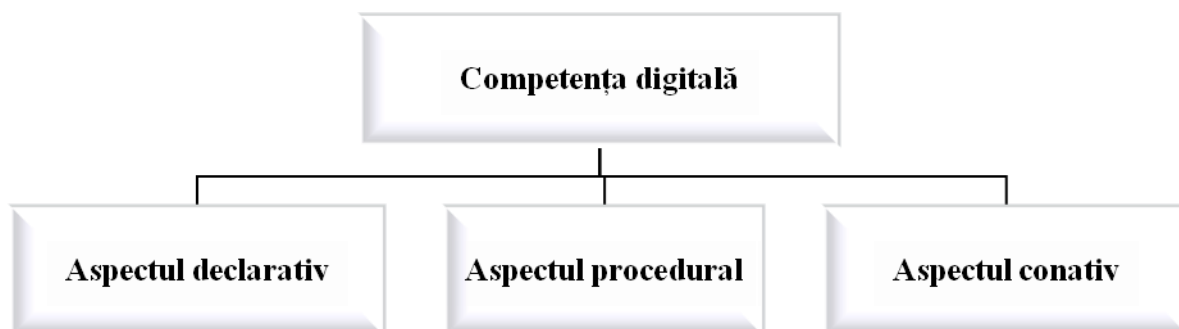 Competența digitală
Aspectul declarativ
Aspectul procedural
Aspectul conativ